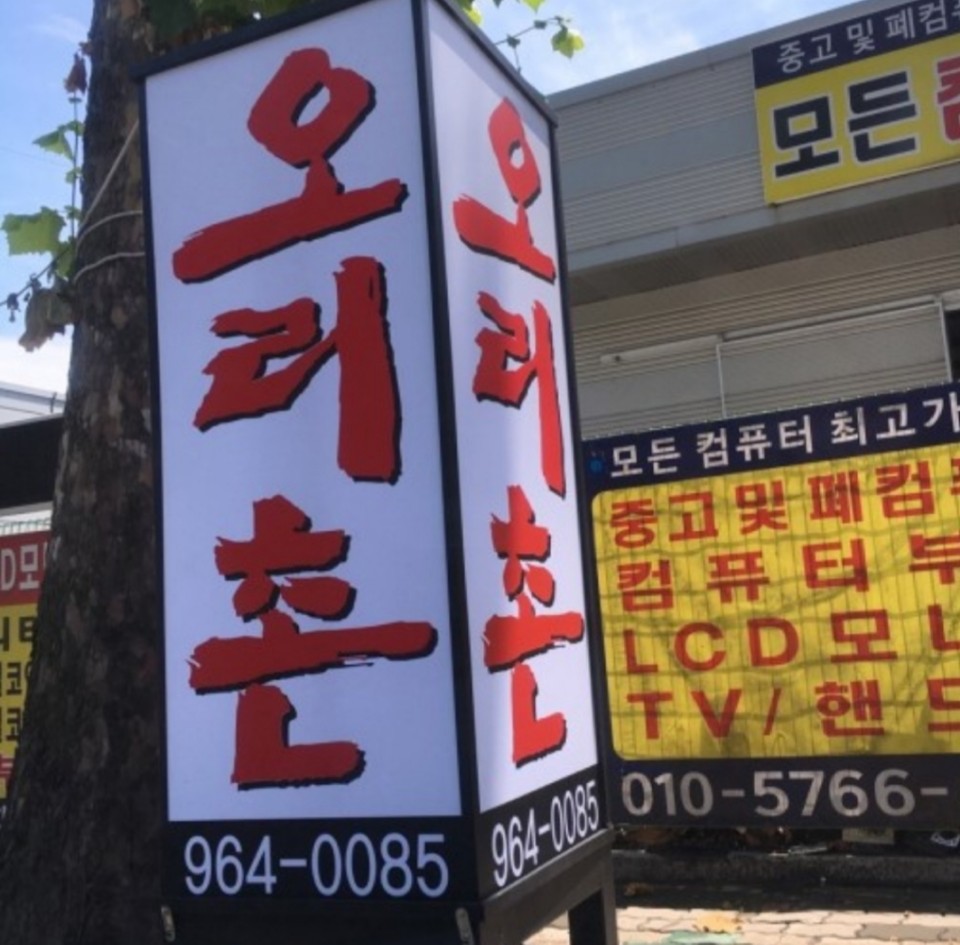 오리촌
964-0085
오리촌
964-0085
중고 및 폐컴
모든
모든 컴퓨터 최고가
중고및폐컴
컴퓨터 부
LCD모니
TV/핸드
010-5766-